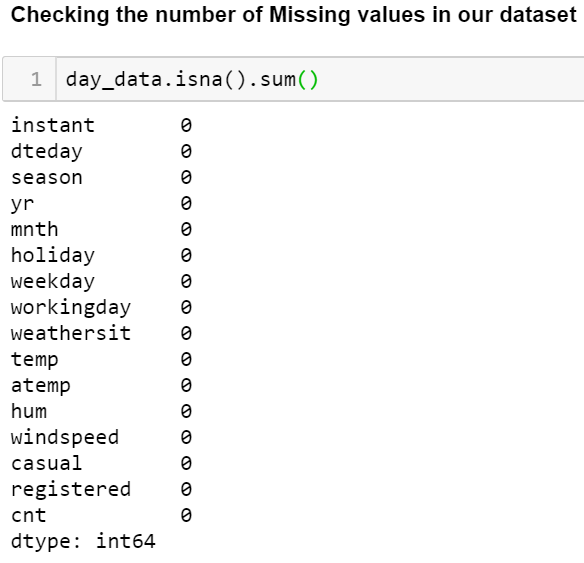 Checking the number of Missing values in our dataset
1 day_data.isna().sum()
instant 0
dteday 0
season 0
yr 0
mnth 0
holiday 0
weekday 0
workingday 0
weathersit 0
temp 0
atemp 0
hum 0
windspeed 0
casual 0
registered 0
cnt 0
dtype: int64